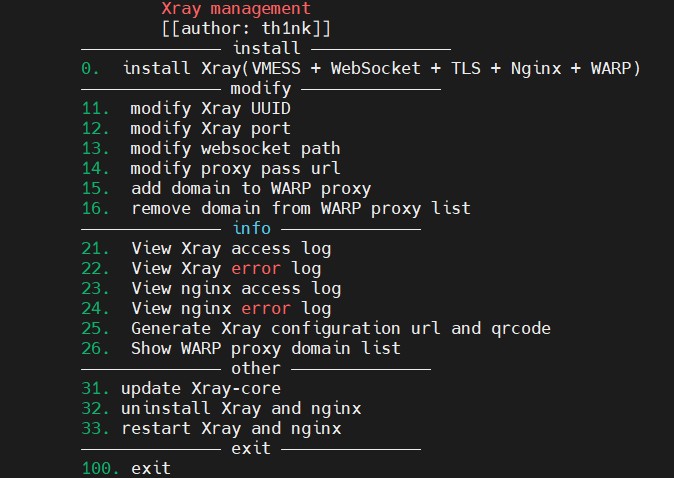 Xray management
[[author: th1nk]]
—————————————— install ——————————————
0. install Xray(VMESS + WebSocket + TLS + Nginx + WARP)
—————————————— modify ——————————————
11. modify Xray UUID
12. modify Xray port
13. modify websocket path
14. modify proxy pass url
15. add domain to WARP proxy
16. remove domain from WARP proxy list
—————————————— info ——————————————
21. View Xray access log
22. View Xray error log
23. View nginx access log
24. View nginx error log
25. Generate Xray configuration url and qrcode
26. Show WARP proxy domain list
—————————————— other ——————————————
31. update Xray-core
32. uninstall Xray and nginx
33. restart Xray and nginx
—————————————— exit ——————————————
100. exit